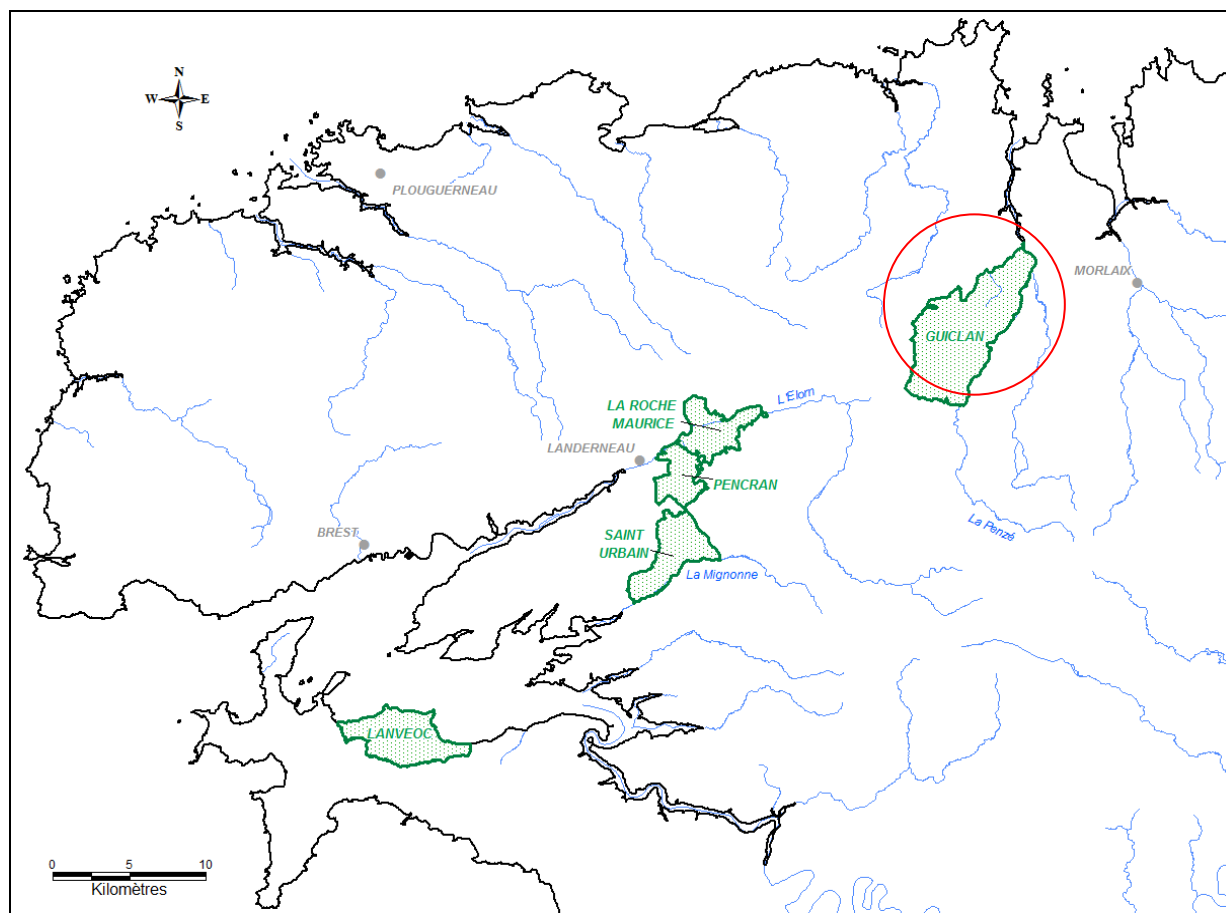 N
W E
S
PLOUGUERNEAU
MORLAIX
GUICLAN
L'Elorn
LA ROCHE
MAURICE
LANDERNEAU
PENCRAN
BREST
SAINT
URBAIN
La Penzé
La Mignonne
LANVEOC
0 5 10
Kilomètres